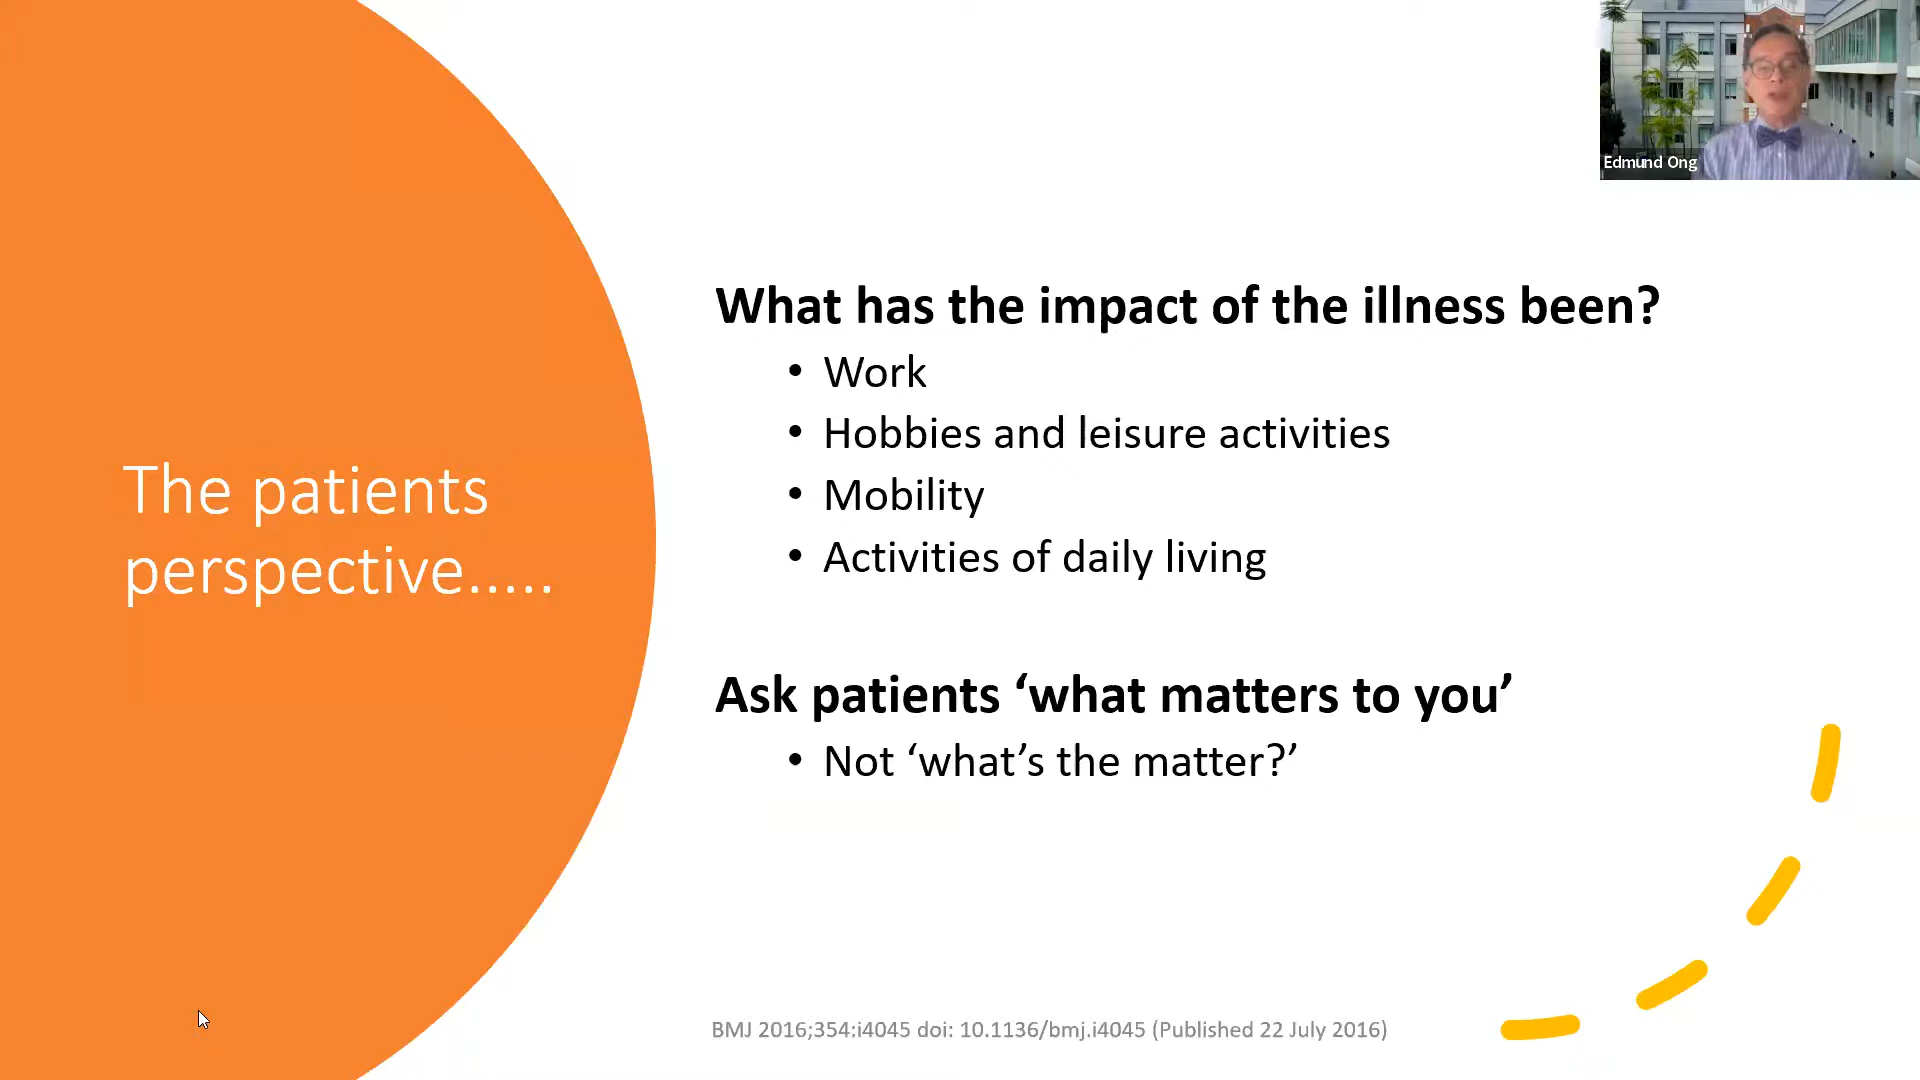 Edmund Ong
The patients
perspective.....
What has the impact of the illness been?
• Work
• Hobbies and leisure activities
• Mobility
• Activities of daily living
Ask patients ‘what matters to you’
• Not ‘what’s the matter?’
BMJ 2016;354:i4045 doi: 10.1136/bmj.i4045 (Published 22 July 2016)